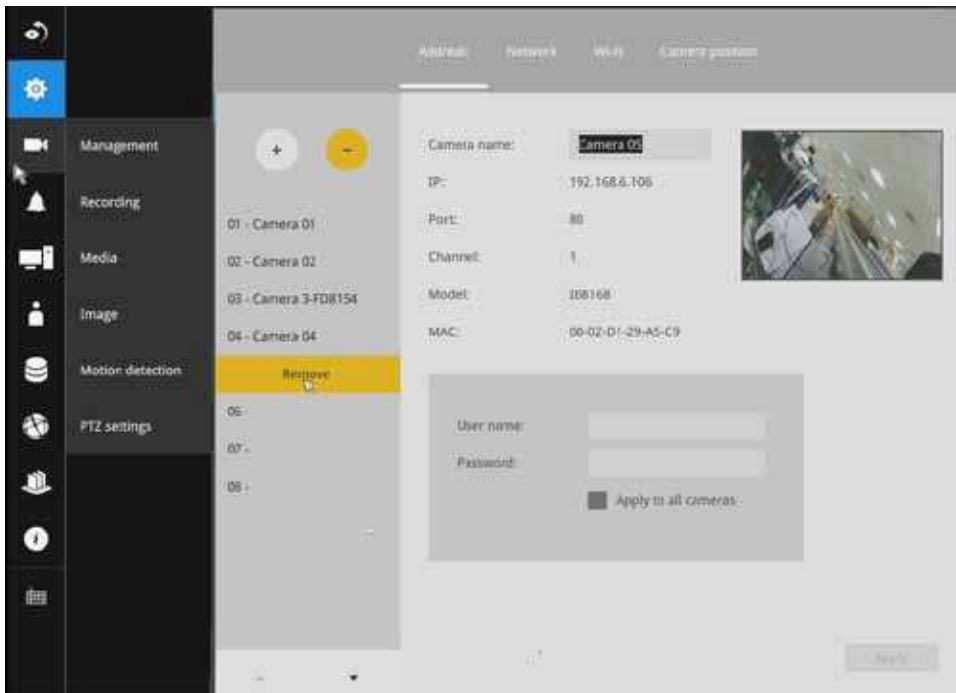 Address Network Wi-Fi Camera position
Management
Recording
Media
Image
Motion detection
PTZ settings
+ -
01 - Camera 01
02 - Camera 02
03 - Camera 3-FD8154
04 - Camera 04
Remove
06 -
07 -
08 -
Camera name: Camera 05
IP: 192.168.6.106
Port: 80
Channel: 1
Model: IB8168
MAC: 00-02-D1-29-A5-C9
User name:
Password:
Apply to all cameras
Apply